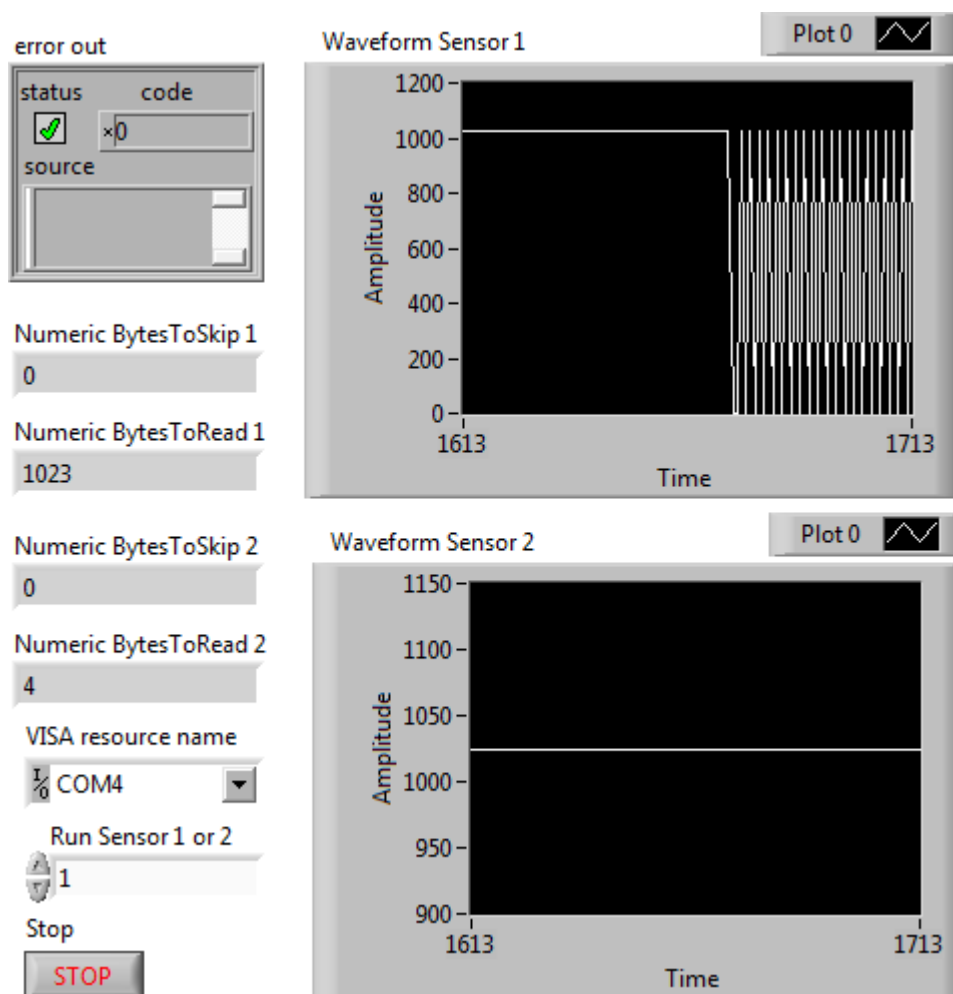 error out
status code
×0
source
Numeric BytesToSkip 1
0
Numeric BytesToRead 1
1023
Numeric BytesToSkip 2
0
Numeric BytesToRead 2
4
VISA resource name
I/O COM4
Run Sensor 1 or 2
1
Stop
STOP
Waveform Sensor 1
Plot 0
1200
1000
800
600
400
200
0
Amplitude
1613 1713
Time
Waveform Sensor 2
Plot 0
1150
1100
1050
1000
950
900
Amplitude
1613 1713
Time